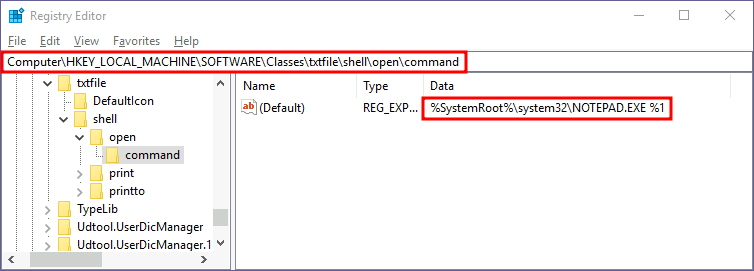 Registry Editor
File Edit View Favorites Help
Computer\HKEY_LOCAL_MACHINE\SOFTWARE\Classes\txtfile\shell\open\command
txtfile
DefaultIcon
shell
open
command
print
printto
TypeLib
Udtool.UserDicManager
Udtool.UserDicManager.1
Name Type Data
ab (Default) REG_EXP... %SystemRoot%\system32\NOTEPAD.EXE %1